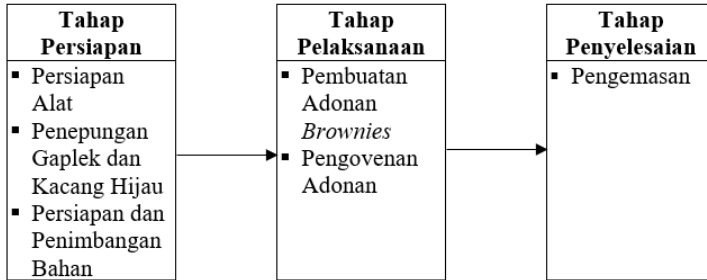 Tahap
Persiapan
▪ Persiapan
Alat
▪ Penepungan
Gaplek dan
Kacang Hijau
▪ Persiapan dan
Penimbangan
Bahan
Tahap
Pelaksanaan
▪ Pembuatan
Adonan
Brownies
▪ Pengovenan
Adonan
Tahap
Penyelesaian
▪ Pengemasan